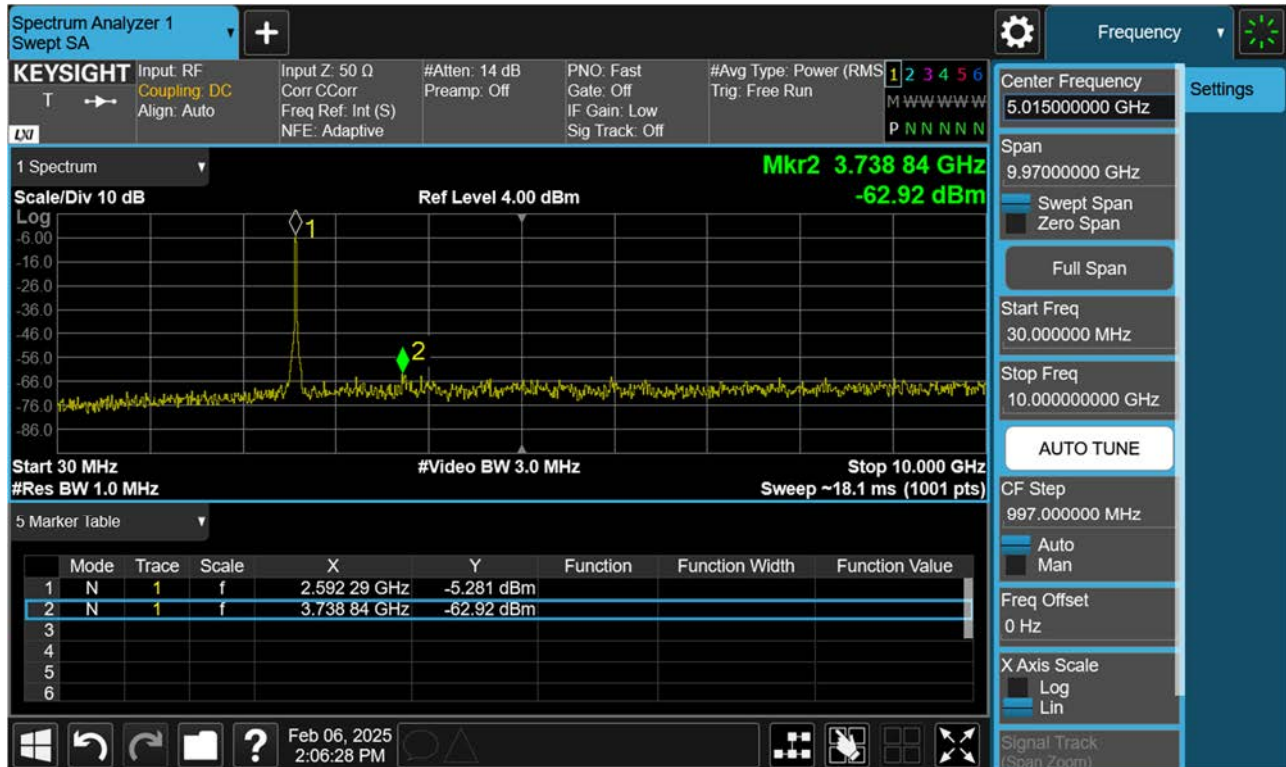 Spectrum Analyzer 1
Swept SA
+
Frequency
KEYSIGHT
T
LXI
Input: RF
Coupling: DC
Align: Auto
Input Z: 50 Ω
Corr CCorr
Freq Ref: Int (S)
NFE: Adaptive
#Atten: 14 dB
Preamp: Off
PNO: Fast
Gate: Off
IF Gain: Low
Sig Track: Off
#Avg Type: Power (RMS
Trig: Free Run
1 2 3 4 5 6
M W W W W W
P N N N N N
1 Spectrum
Mkr2 3.738 84 GHz
-62.92 dBm
Scale/Div 10 dB
Ref Level 4.00 dBm
Log
-6.00
-16.0
-26.0
-36.0
-46.0
-56.0
-66.0
-76.0
-86.0
1
2
Start 30 MHz
#Video BW 3.0 MHz
Stop 10.000 GHz
#Res BW 1.0 MHz
Sweep ~18.1 ms (1001 pts)
5 Marker Table
Mode Trace Scale X Y Function Function Width Function Value
1 N 1 f 2.592 29 GHz -5.281 dBm
2 N 1 f 3.738 84 GHz -62.92 dBm
3
4
5
6
?
Feb 06, 2025
2:06:28 PM
Center Frequency
5.015000000 GHz
Settings
Span
9.97000000 GHz
Swept Span
Zero Span
Full Span
Start Freq
30.000000 MHz
Stop Freq
10.000000000 GHz
AUTO TUNE
CF Step
997.000000 MHz
Auto
Man
Freq Offset
0 Hz
X Axis Scale
Log
Lin
Signal Track
(Span Zoom)